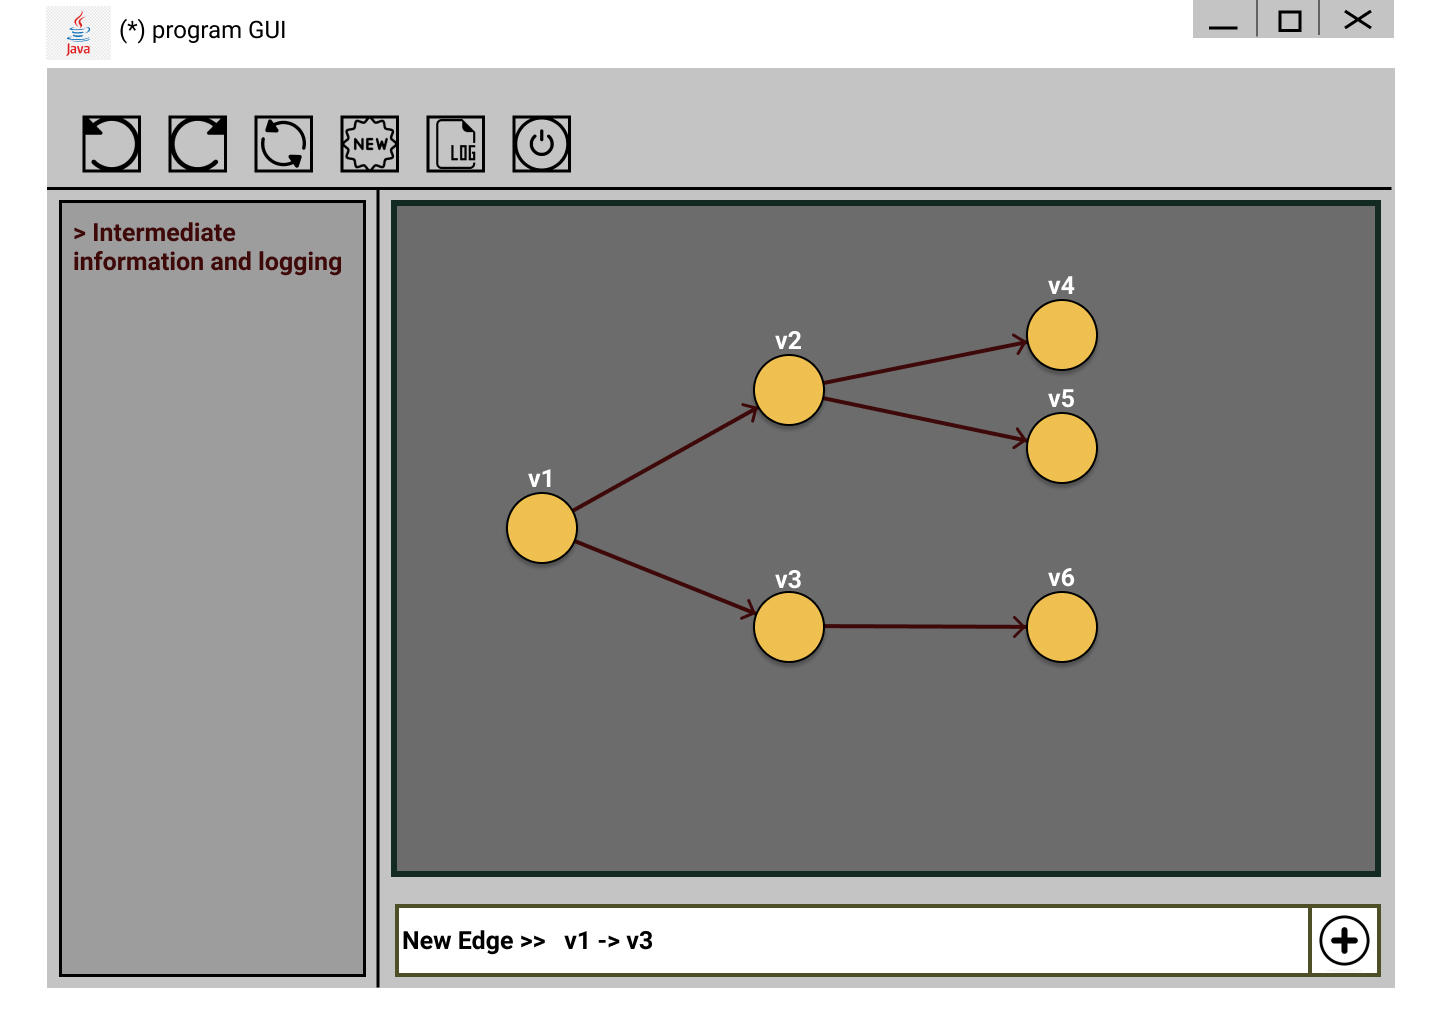 Java
(*) program GUI
NEW
LOG
> Intermediate
information and logging
v4
v2
v5
v1
v3
v6
New Edge >> v1 -> v3